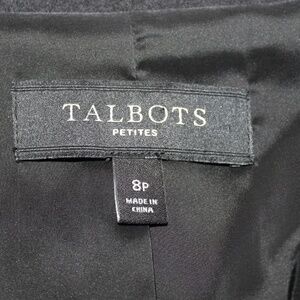 TALBOTS
PETITES
8P
MADE IN
CHINA